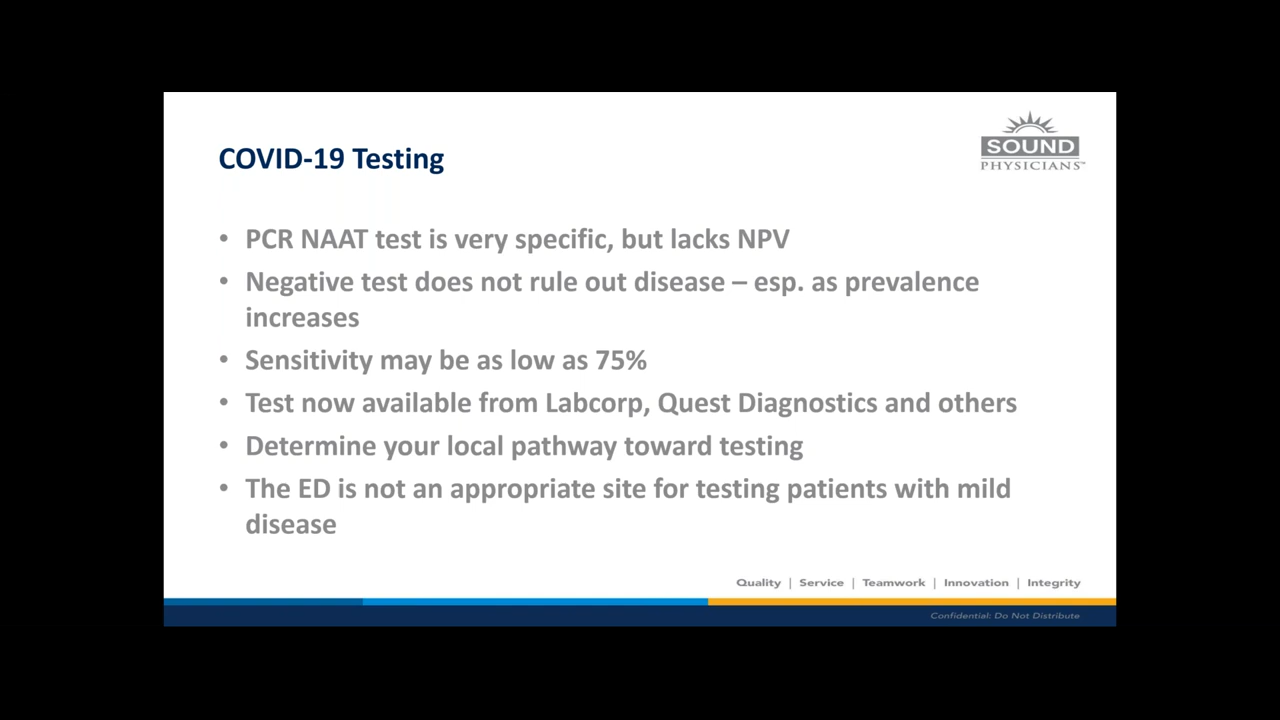 SOUND
PHYSICIANS™
COVID-19 Testing
• PCR NAAT test is very specific, but lacks NPV
• Negative test does not rule out disease – esp. as prevalence
increases
• Sensitivity may be as low as 75%
• Test now available from Labcorp, Quest Diagnostics and others
• Determine your local pathway toward testing
• The ED is not an appropriate site for testing patients with mild
disease
Quality | Service | Teamwork | Innovation | Integrity
Confidential: Do Not Distribute